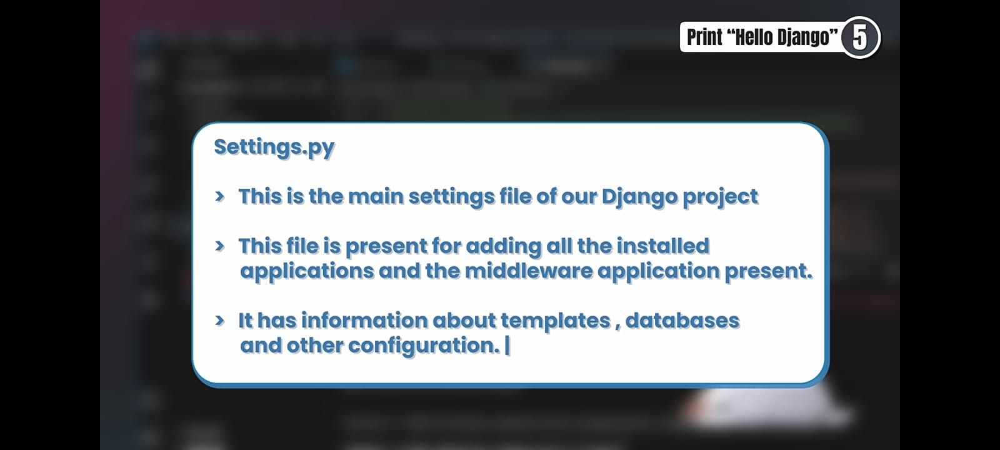 Print “Hello Django” 5
Settings.py
› This is the main settings file of our Django project
› This file is present for adding all the installed
applications and the middleware application present.
› It has information about templates , databases
and other configuration. |